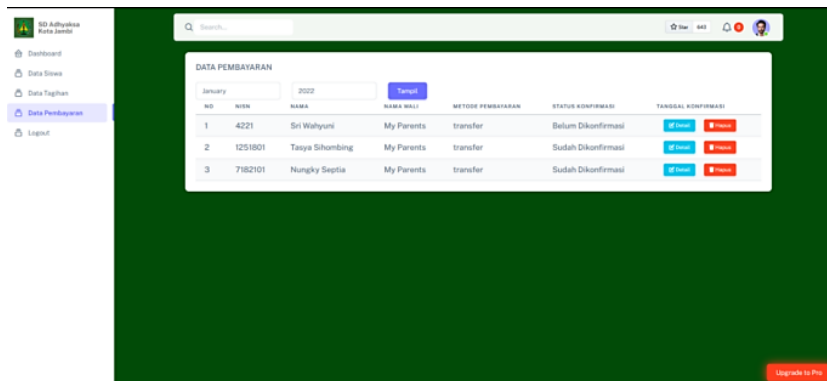 SD Adhyaksa
Kota Jambi
Search...
Star 643
0
Dashboard
Data Siswa
Data Tagihan
Data Pembayaran
Logout
DATA PEMBAYARAN
January 2022 Tampil
NO NISN NAMA NAMA WALI METODE PEMBAYARAN STATUS KONFIRMASI TANGGAL KONFIRMASI
1 4221 Sri Wahyuni My Parents transfer Belum Dikonfirmasi Detail Hapus
2 1251801 Tasya Sihombing My Parents transfer Sudah Dikonfirmasi Detail Hapus
3 7182101 Nungky Septia My Parents transfer Sudah Dikonfirmasi Detail Hapus
Upgrade to Pro